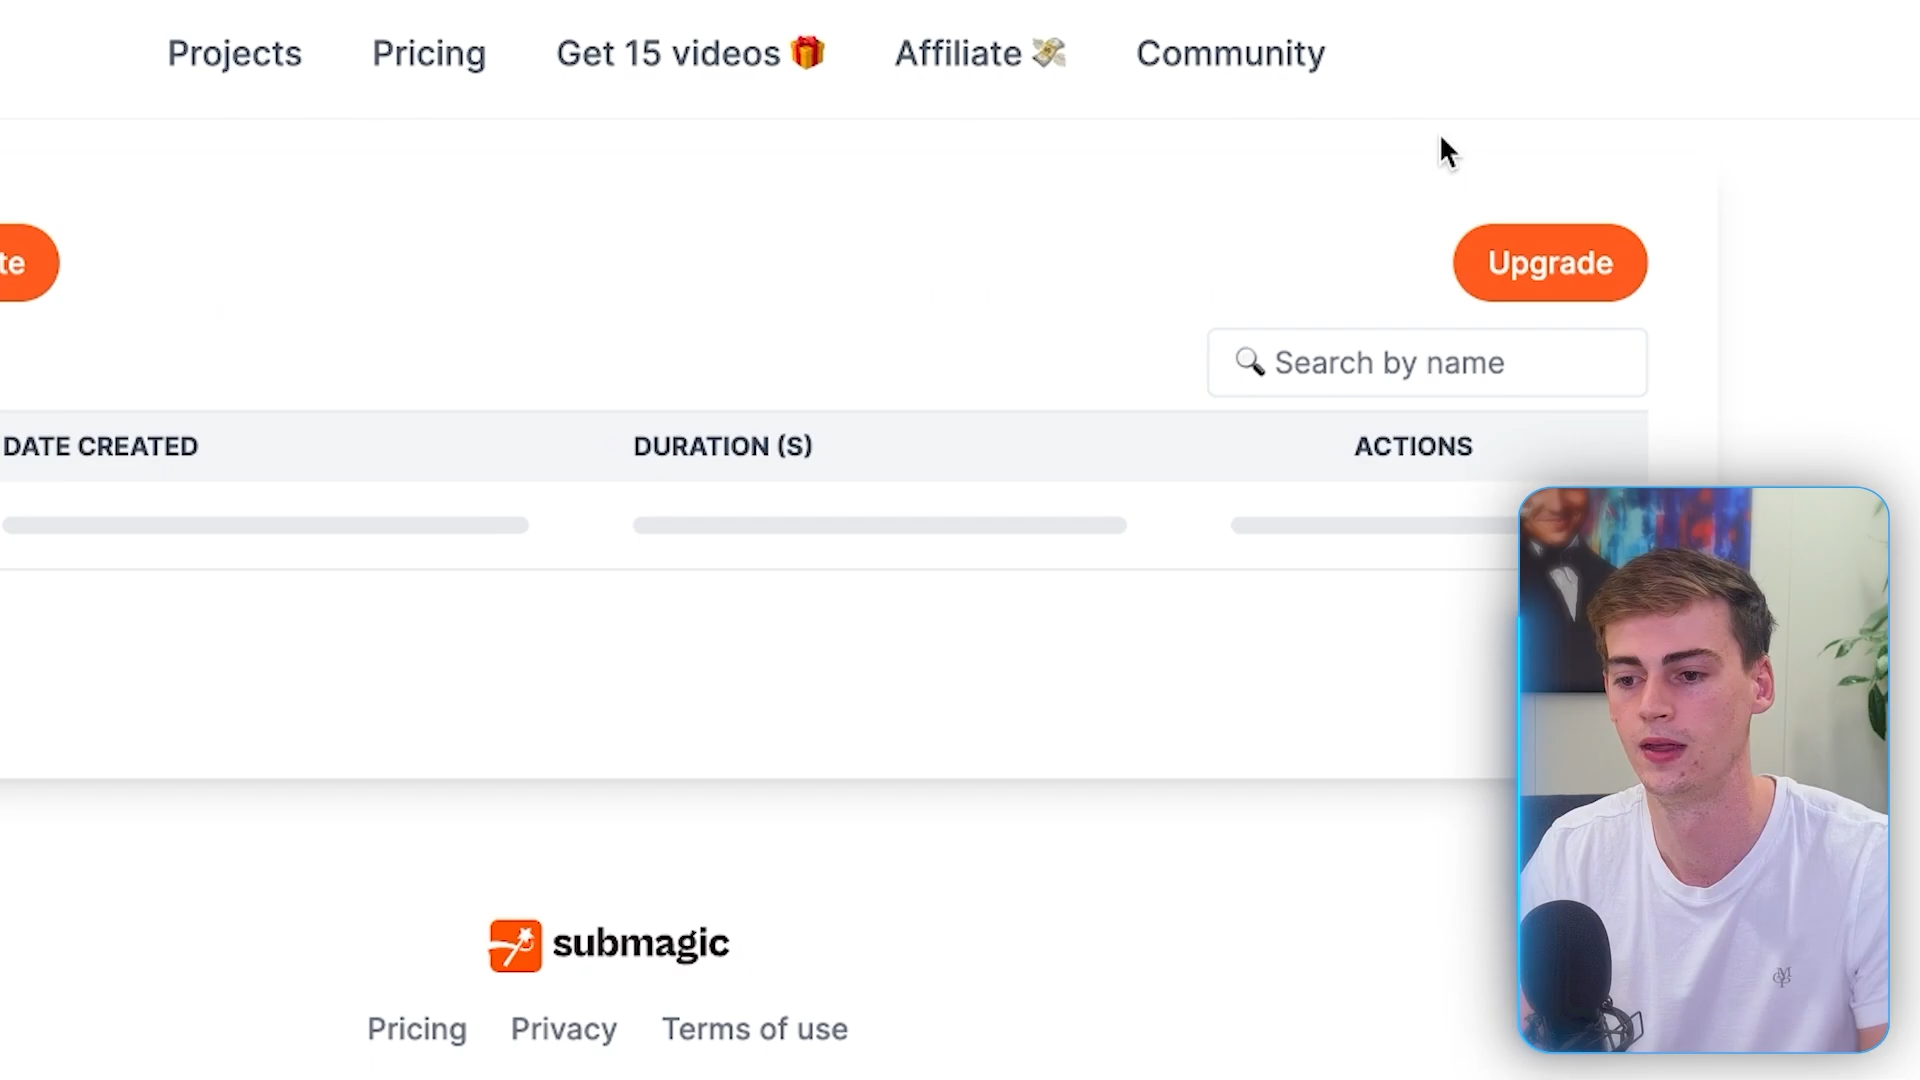 Projects Pricing Get 15 videos 🎁 Affiliate 💸 Community
te
Upgrade
🔍 Search by name
DATE CREATED DURATION (S) ACTIONS
submagic
Pricing Privacy Terms of use